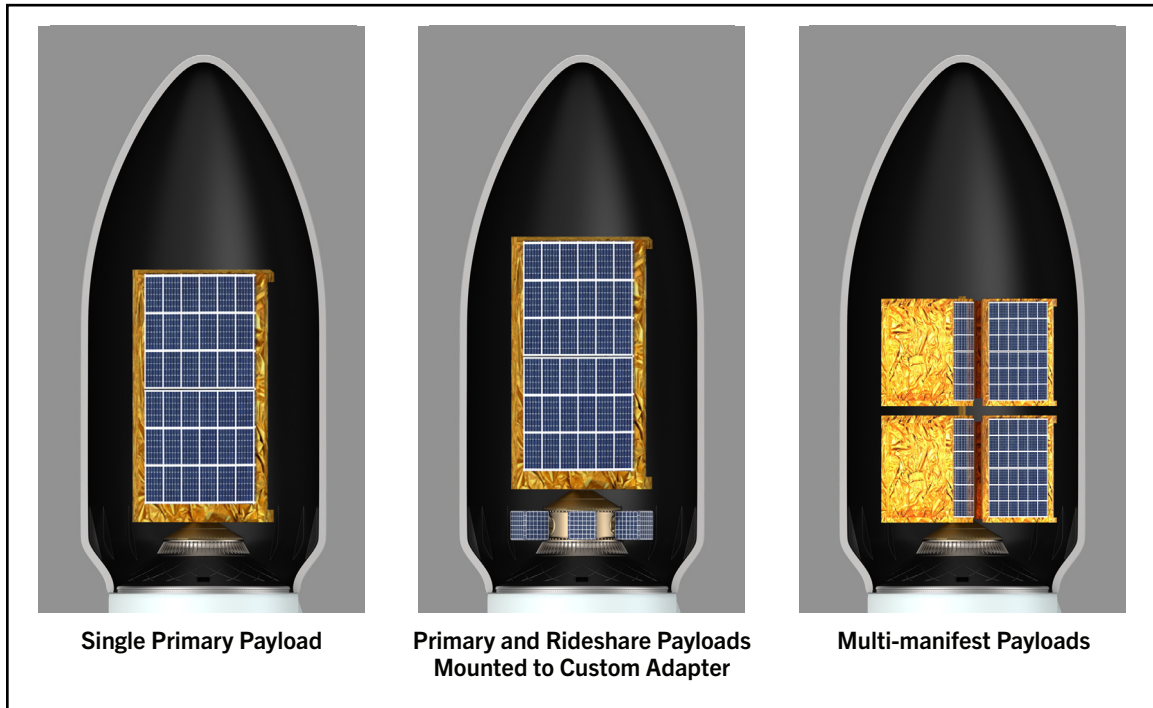 Single Primary Payload
Primary and Rideshare Payloads
Mounted to Custom Adapter
Multi-manifest Payloads